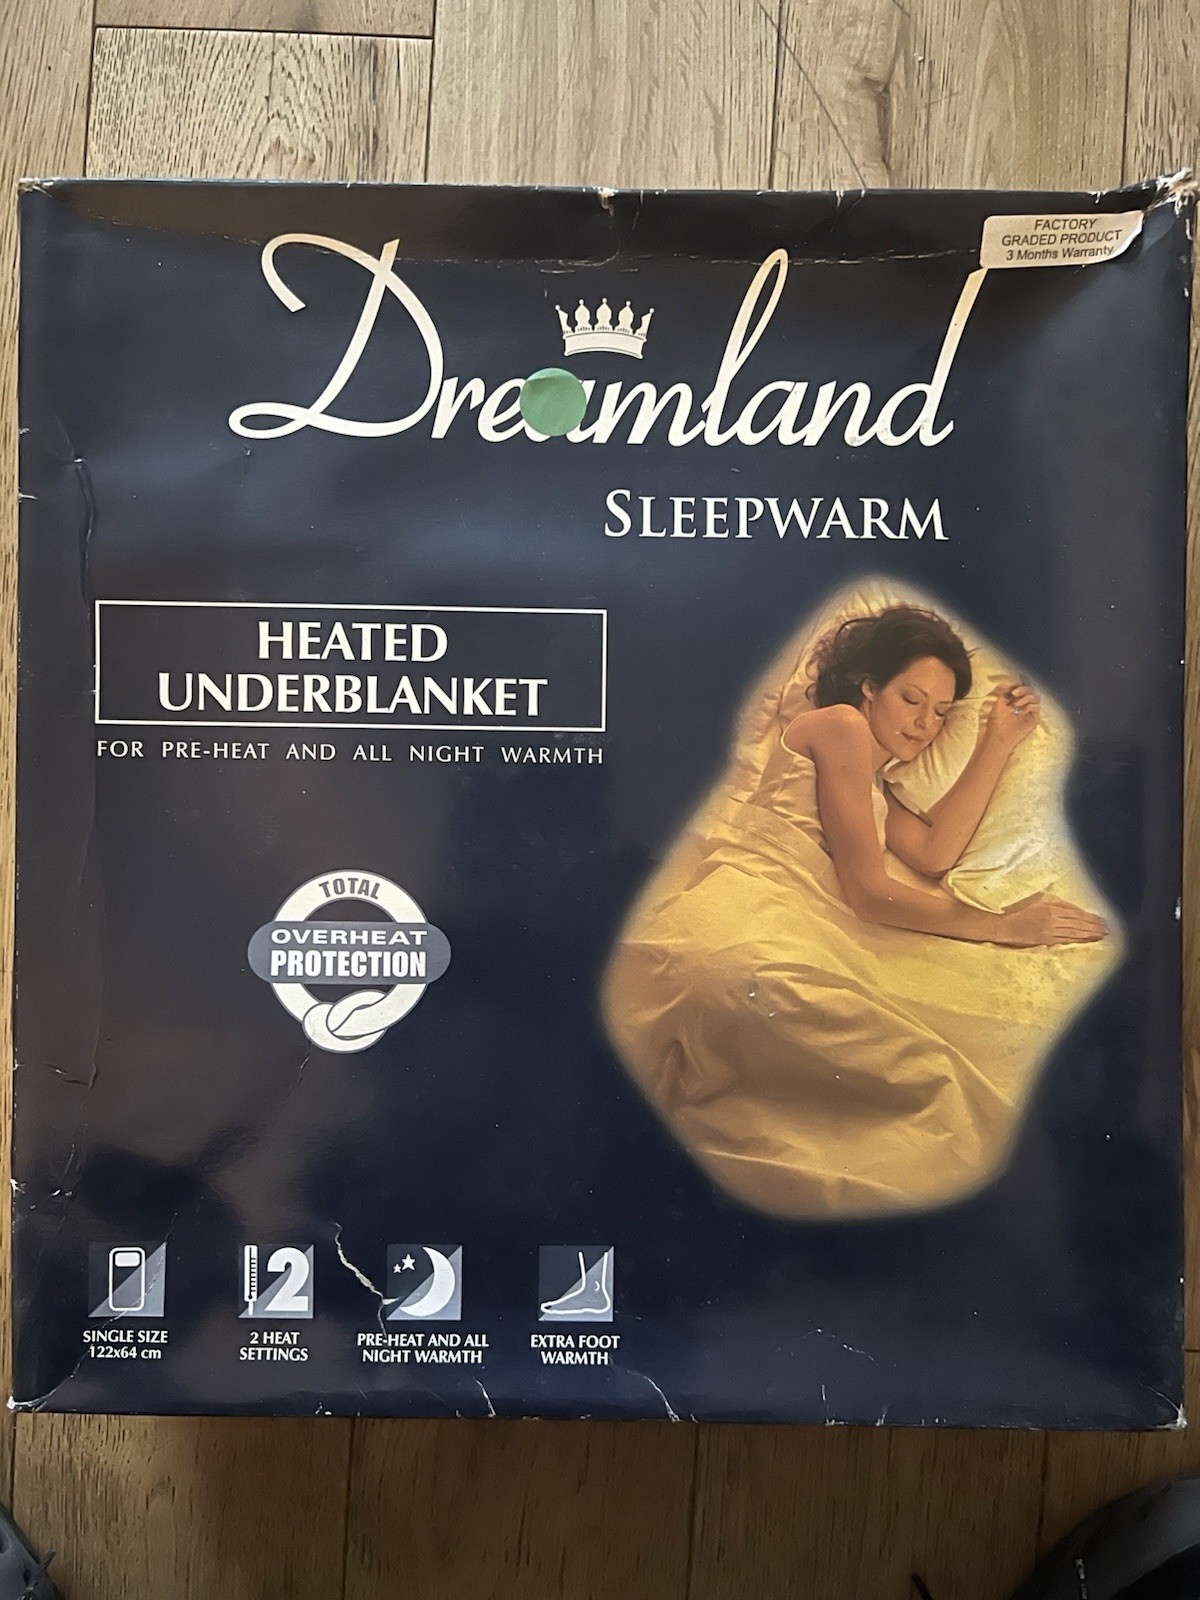 FACTORY
GRADED PRODUCT
3 Months Warranty
Dreamland
SLEEPWARM
HEATED
UNDERBLANKET
FOR PRE-HEAT AND ALL NIGHT WARMTH
TOTAL
OVERHEAT
PROTECTION
2
SINGLE SIZE
122x64 cm
2 HEAT
SETTINGS
PRE-HEAT AND ALL
NIGHT WARMTH
EXTRA FOOT
WARMTH